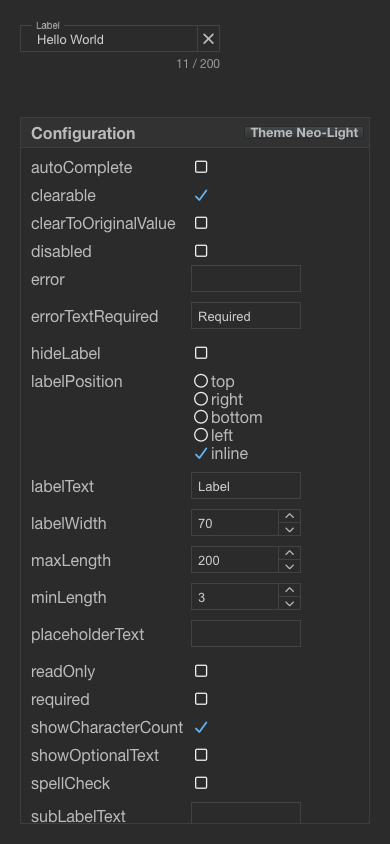 Label
Hello World
11 / 200
Configuration Theme Neo-Light
autoComplete
clearable
clearToOriginalValue
disabled
error
errorTextRequired Required
hideLabel
labelPosition top
right
bottom
left
inline
labelText Label
labelWidth 70
maxLength 200
minLength 3
placeholderText
readOnly
required
showCharacterCount
showOptionalText
spellCheck
subLabelText